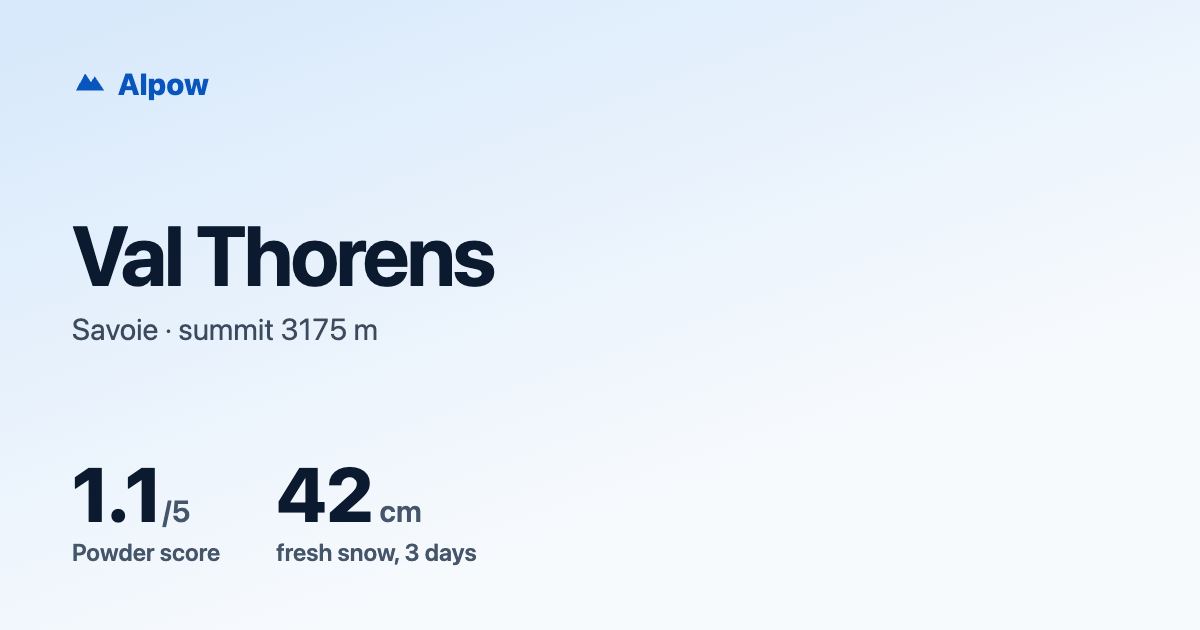 Alpow
Val Thorens
Savoie · summit 3175 m
1.1/5
Powder score
42 cm
fresh snow, 3 days